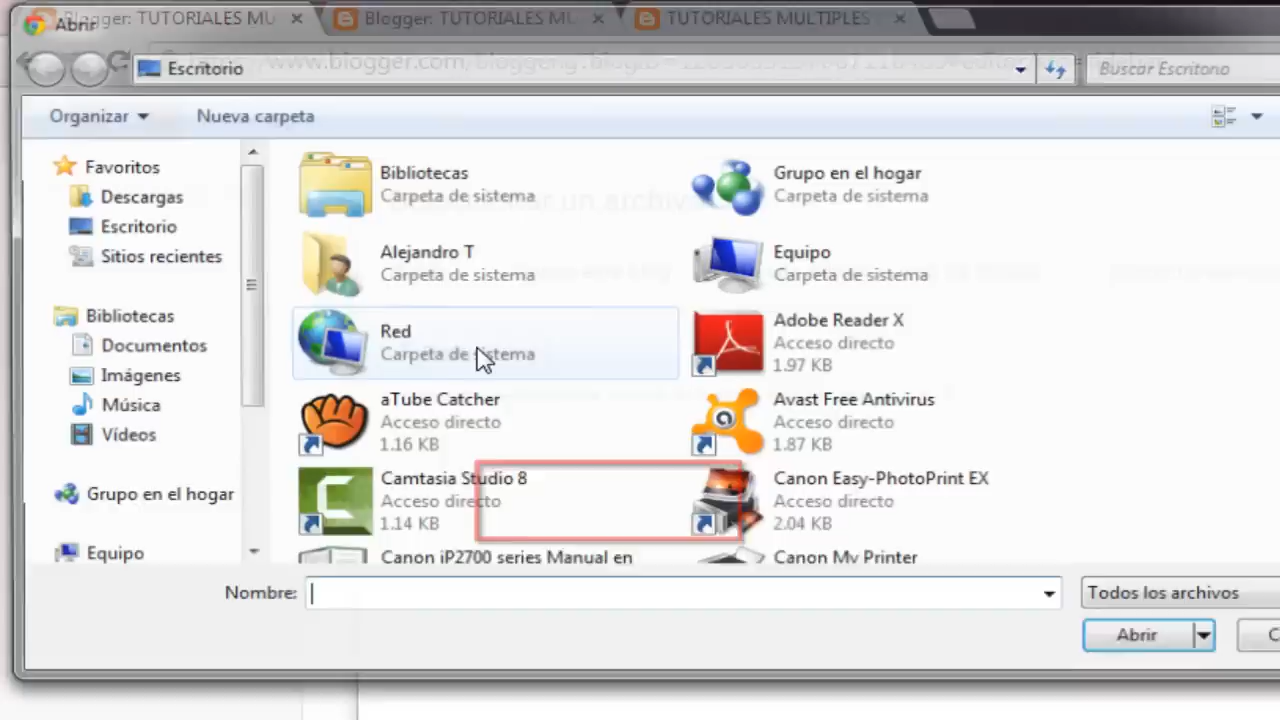 Abrir
Blogger: TUTORIALES MU
Blogger: TUTORIALES MU
TUTORIALES MULTIPLES
Escritorio
www.blogger.com/blogger
Buscar Escritorio
Organizar
Nueva carpeta
Favoritos
Descargas
Escritorio
Sitios recientes
Bibliotecas
Documentos
Imágenes
Música
Vídeos
Grupo en el hogar
Equipo
Bibliotecas
Carpeta de sistema
Grupo en el hogar
Carpeta de sistema
un archivo
Alejandro T
Carpeta de sistema
Equipo
Carpeta de sistema
Red
Carpeta de sistema
Adobe Reader X
Acceso directo
1.97 KB
aTube Catcher
Acceso directo
1.16 KB
Avast Free Antivirus
Acceso directo
1.87 KB
Camtasia Studio 8
Acceso directo
1.14 KB
Canon Easy-PhotoPrint EX
Acceso directo
2.04 KB
Canon iP2700 series Manual en
Canon My Printer
Nombre:
Todos los archivos
Abrir
C